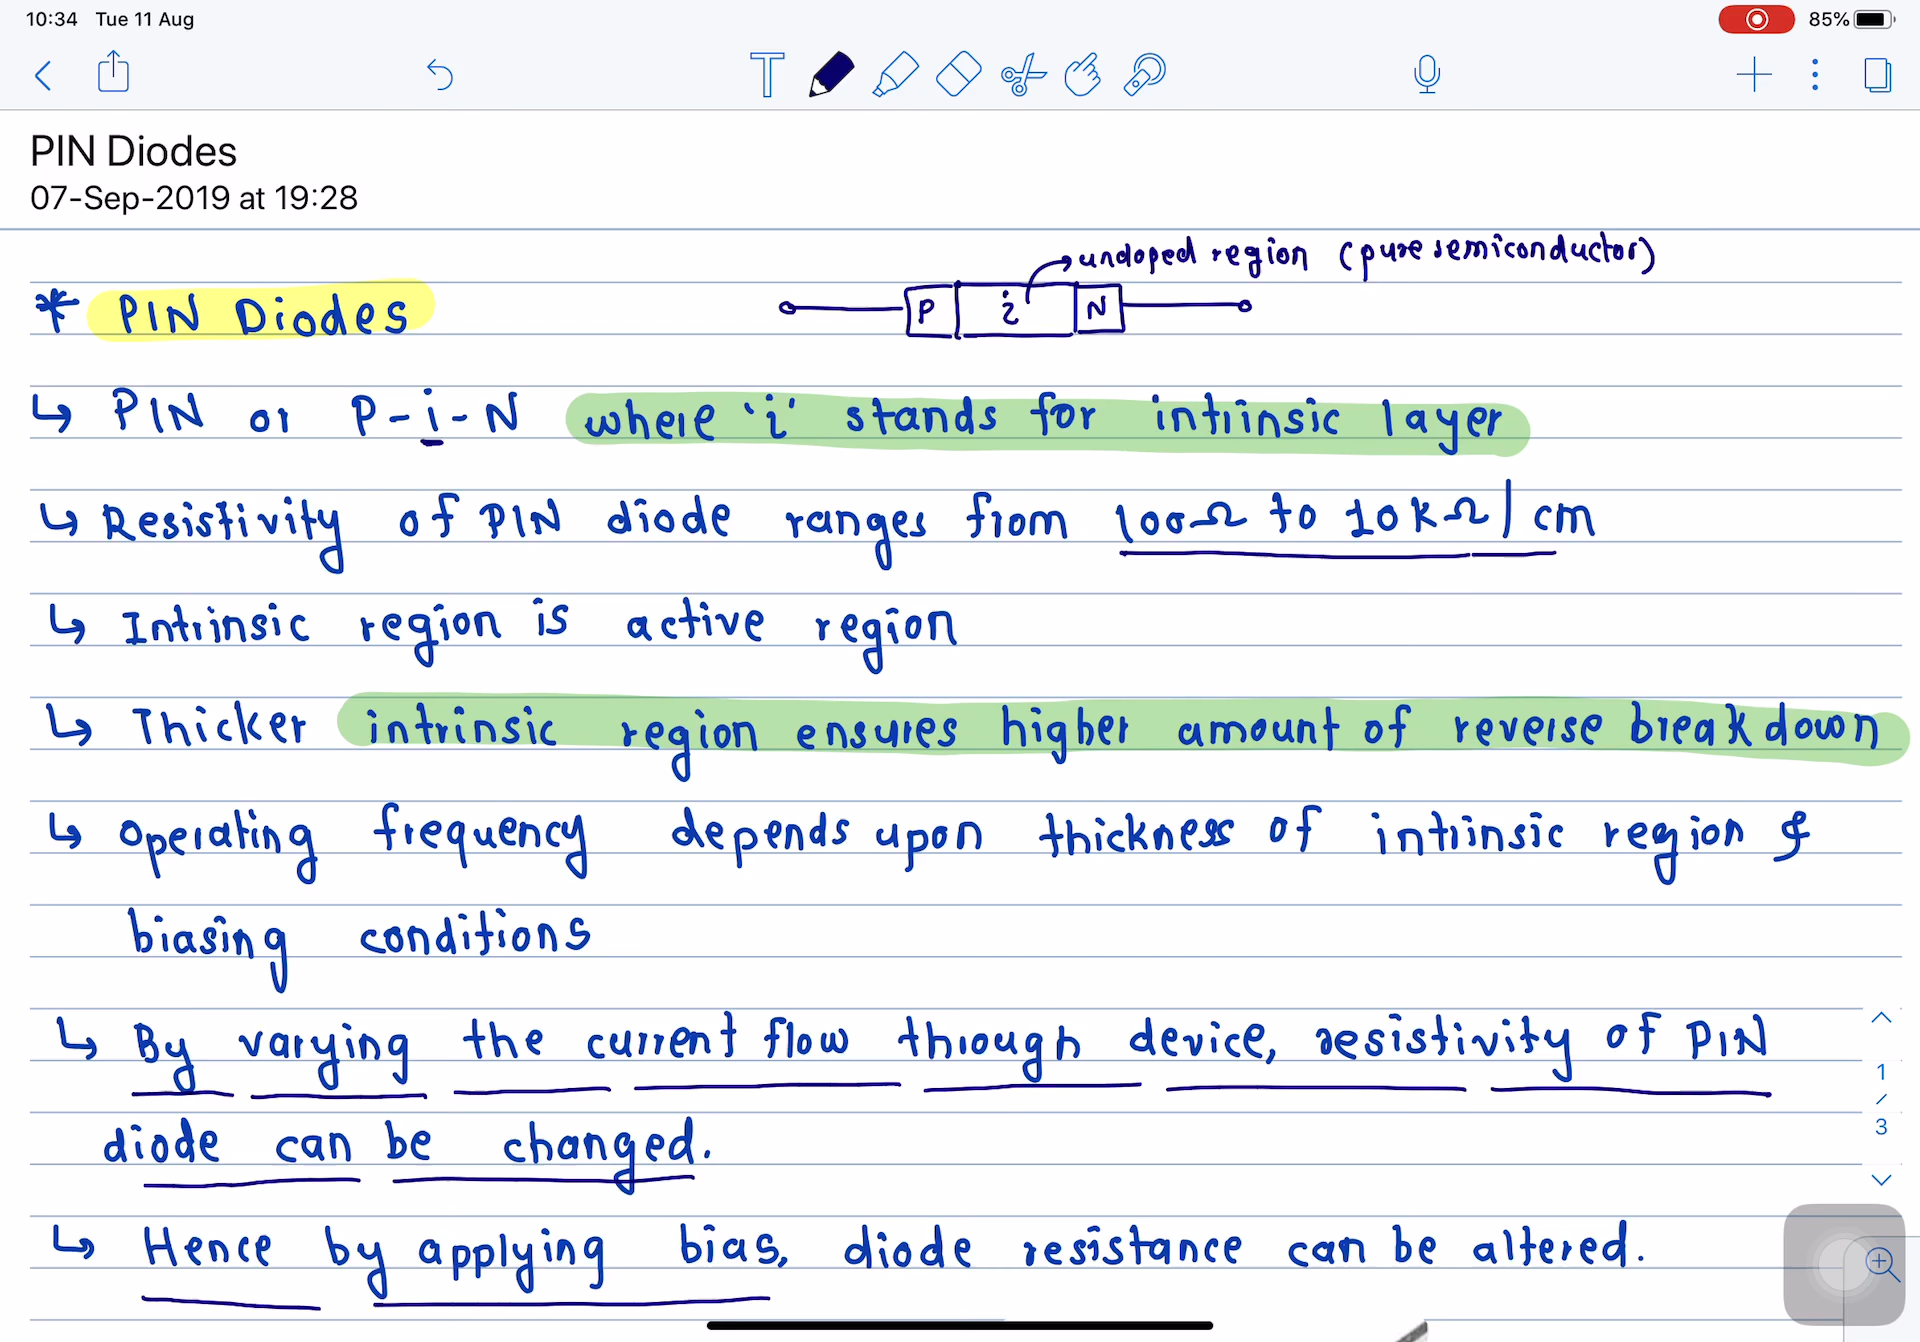 10:34 Tue 11 Aug 85%
PIN Diodes
07-Sep-2019 at 19:28
undoped region (pure semiconductor)
* PIN Diodes P i N
↳ PIN or P-i-N where 'i' stands for intrinsic layer
↳ Resistivity of PIN diode ranges from 100Ω to 10KΩ/cm
↳ Intrinsic region is active region
↳ Thicker intrinsic region ensures higher amount of reverse breakdown
↳ Operating frequency depends upon thickness of intrinsic region &
biasing conditions
↳ By varying the current flow through device, resistivity of PIN
diode can be changed.
↳ Hence by applying bias, diode resistance can be altered.
1
/
3